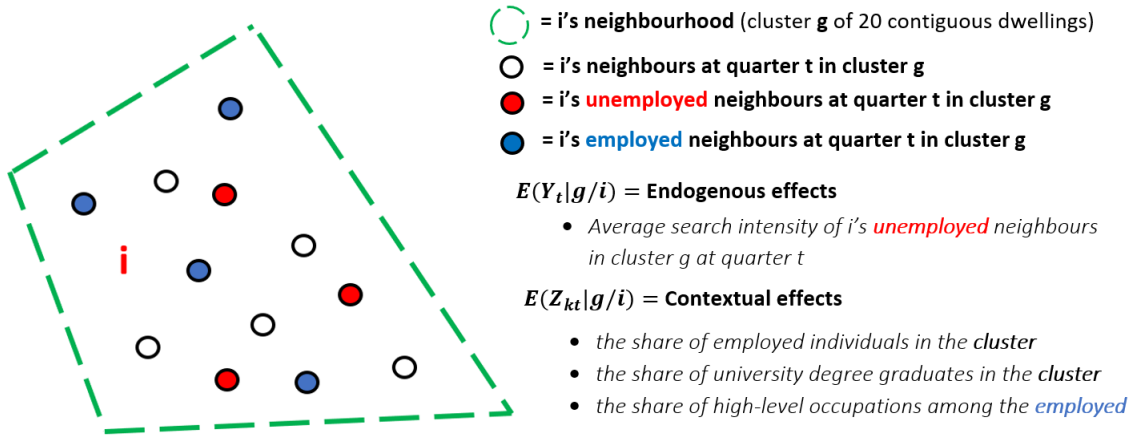 = i's neighbourhood (cluster g of 20 contiguous dwellings)
= i's neighbours at quarter t in cluster g
= i's unemployed neighbours at quarter t in cluster g
= i's employed neighbours at quarter t in cluster g
i
E(Y_t|g/i) = Endogenous effects
• Average search intensity of i's unemployed neighbours
in cluster g at quarter t
E(Z_kt|g/i) = Contextual effects
• the share of employed individuals in the cluster
• the share of university degree graduates in the cluster
• the share of high-level occupations among the employed